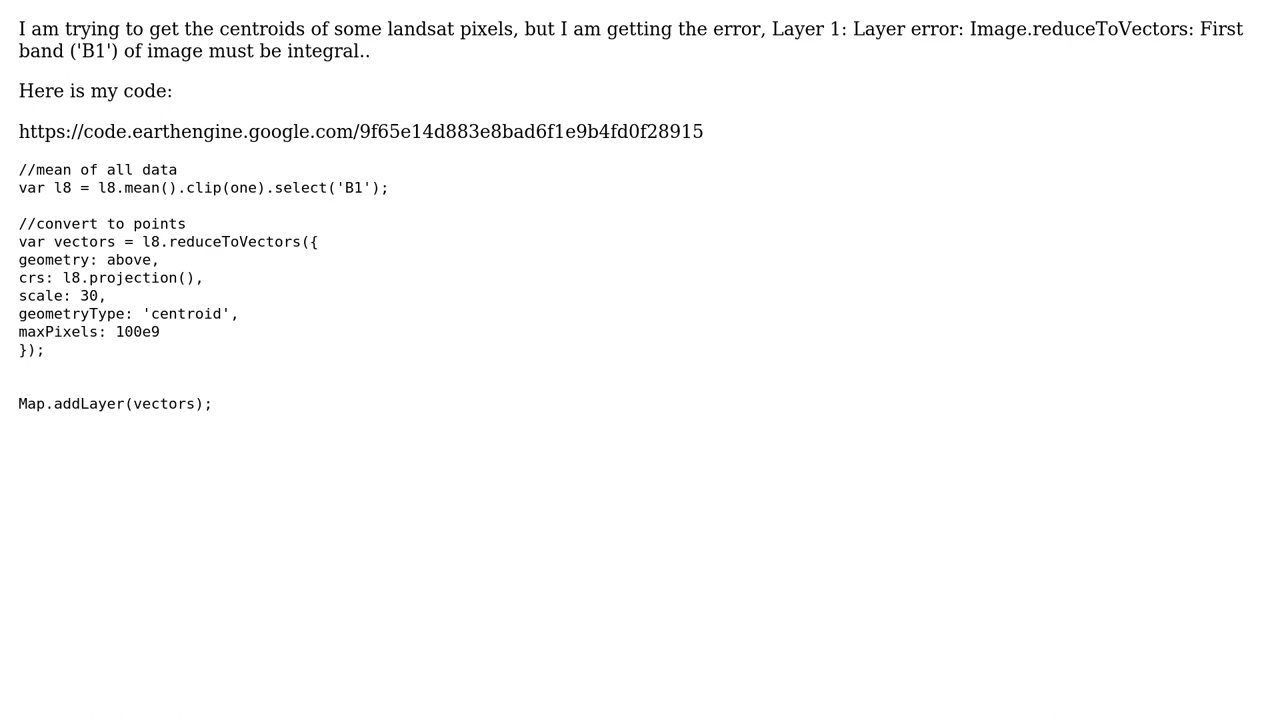 I am trying to get the centroids of some landsat pixels, but I am getting the error, Layer 1: Layer error: Image.reduceToVectors: First
band ('B1') of image must be integral..
Here is my code:
https://code.earthengine.google.com/9f65e14d883e8bad6f1e9b4fd0f28915
//mean of all data
var l8 = l8.mean().clip(one).select('B1');
//convert to points
var vectors = l8.reduceToVectors({
geometry: above,
crs: l8.projection(),
scale: 30,
geometryType: 'centroid',
maxPixels: 100e9
});
Map.addLayer(vectors);